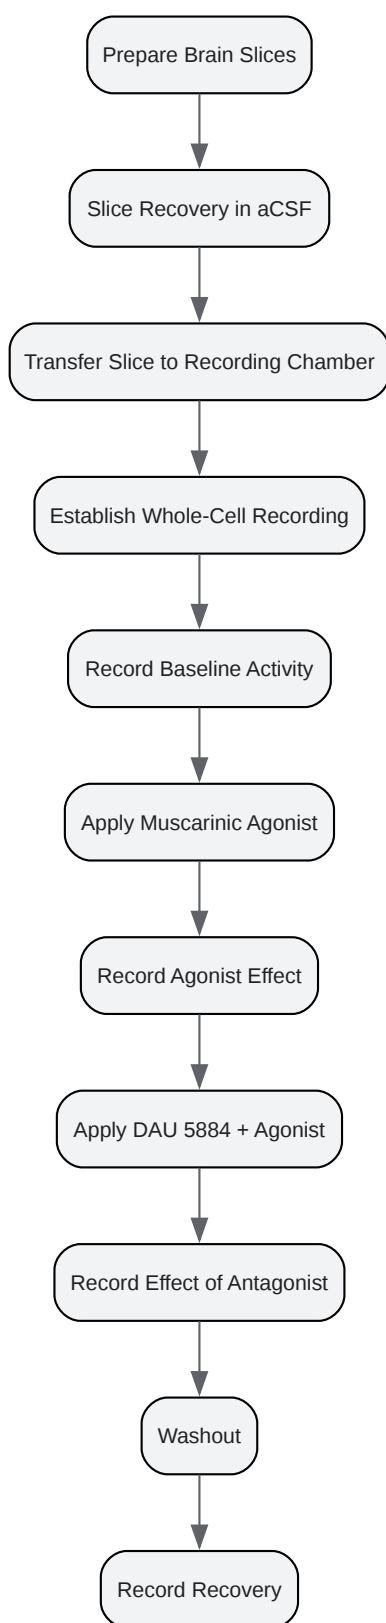 Prepare Brain Slices
Slice Recovery in aCSF
Transfer Slice to Recording Chamber
Establish Whole-Cell Recording
Record Baseline Activity
Apply Muscarinic Agonist
Record Agonist Effect
Apply DAU 5884 + Agonist
Record Effect of Antagonist
Washout
Record Recovery